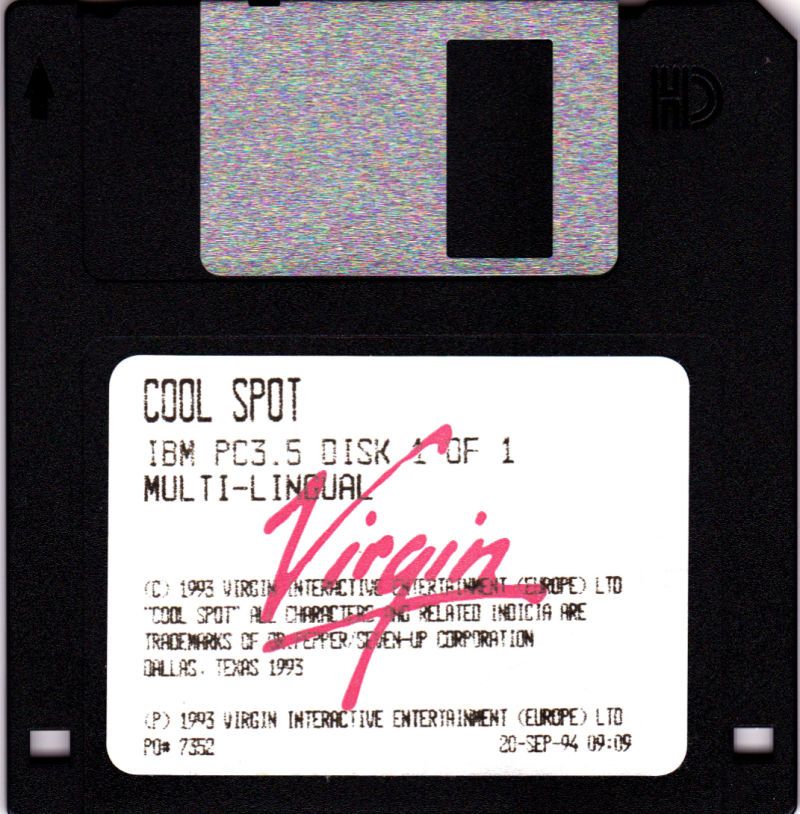 HD
COOL SPOT
IBM PC3.5 DISK 1 OF 1
MULTI-LINGUAL
Virgin
(C) 1993 VIRGIN INTERACTIVE ENTERTAINMENT (EUROPE) LTD
"COOL SPOT" ALL CHARACTERS AND RELATED INDICIA ARE
TRADEMARKS OF DR.PEPPER/SEVEN-UP CORPORATION
DALLAS, TEXAS 1993
(P) 1993 VIRGIN INTERACTIVE ENTERTAINMENT (EUROPE) LTD
PO# 7352 20-SEP-94 09:09